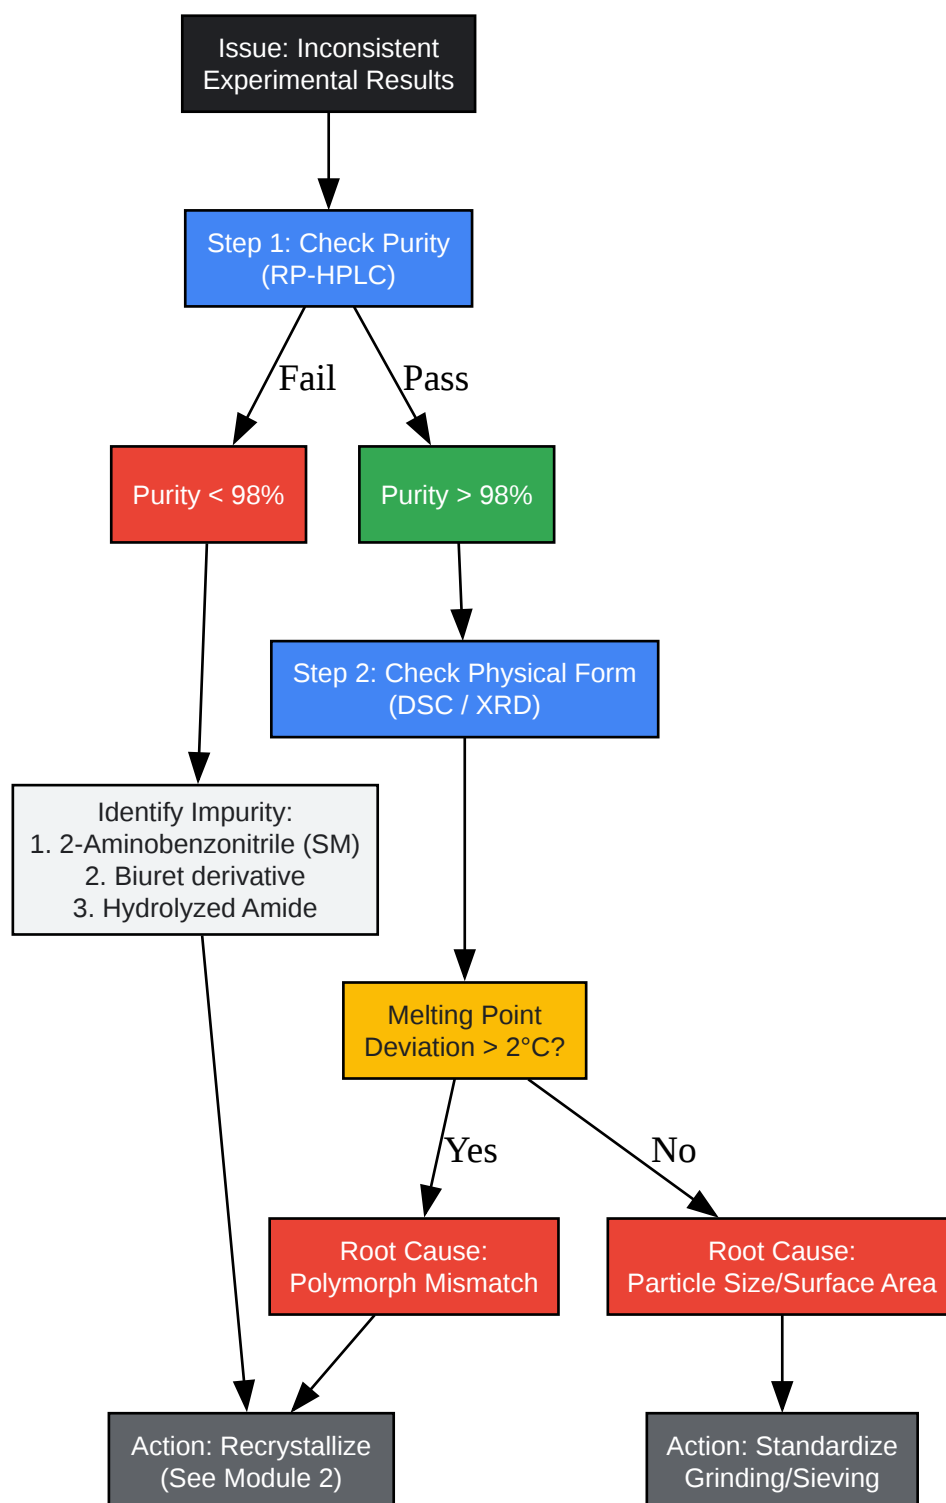 Issue: Inconsistent
Experimental Results
Step 1: Check Purity
(RP-HPLC)
Fail
Pass
Purity < 98%
Purity > 98%
Step 2: Check Physical Form
(DSC / XRD)
Identify Impurity:
1. 2-Aminobenzonitrile (SM)
2. Biuret derivative
3. Hydrolyzed Amide
Melting Point
Deviation > 2°C?
Yes
No
Root Cause:
Polymorph Mismatch
Root Cause:
Particle Size/Surface Area
Action: Recrystallize
(See Module 2)
Action: Standardize
Grinding/Sieving